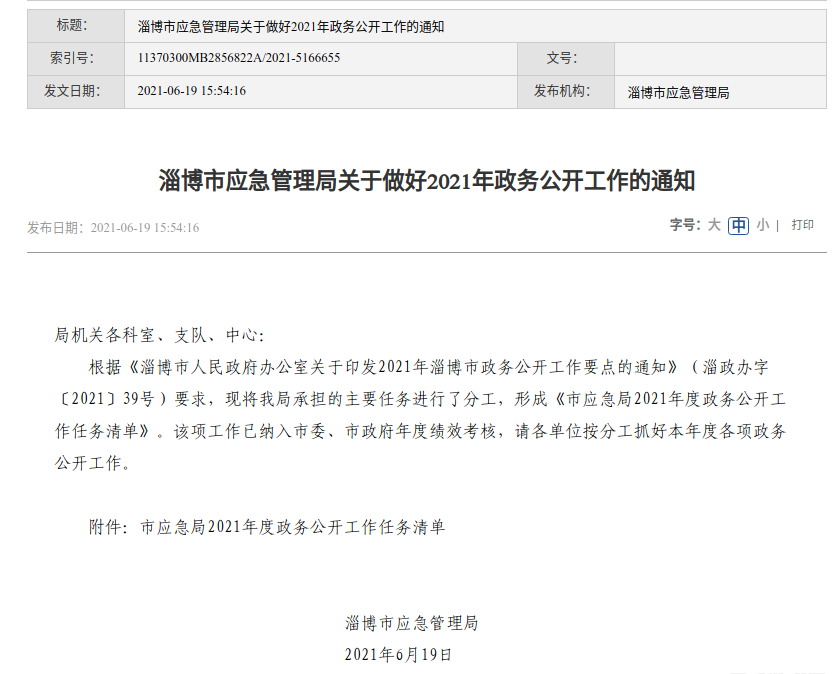 标题： 淄博市应急管理局关于做好2021年政务公开工作的通知
索引号： 11370300MB2856822A/2021-5166655 文号：
发文日期： 2021-06-19 15:54:16 发布机构： 淄博市应急管理局
淄博市应急管理局关于做好2021年政务公开工作的通知
发布日期： 2021-06-19 15:54:16 字号：大 中 小 | 打印
局机关各科室、支队、中心：
根据《淄博市人民政府办公室关于印发2021年淄博市政务公开工作要点的通知》（淄政办字
〔2021〕39号）要求，现将我局承担的主要任务进行了分工，形成《市应急局2021年度政务公开工
作任务清单》。该项工作已纳入市委、市政府年度绩效考核，请各单位按分工抓好本年度各项政务
公开工作。
附件：市应急局2021年度政务公开工作任务清单
淄博市应急管理局
2021年6月19日